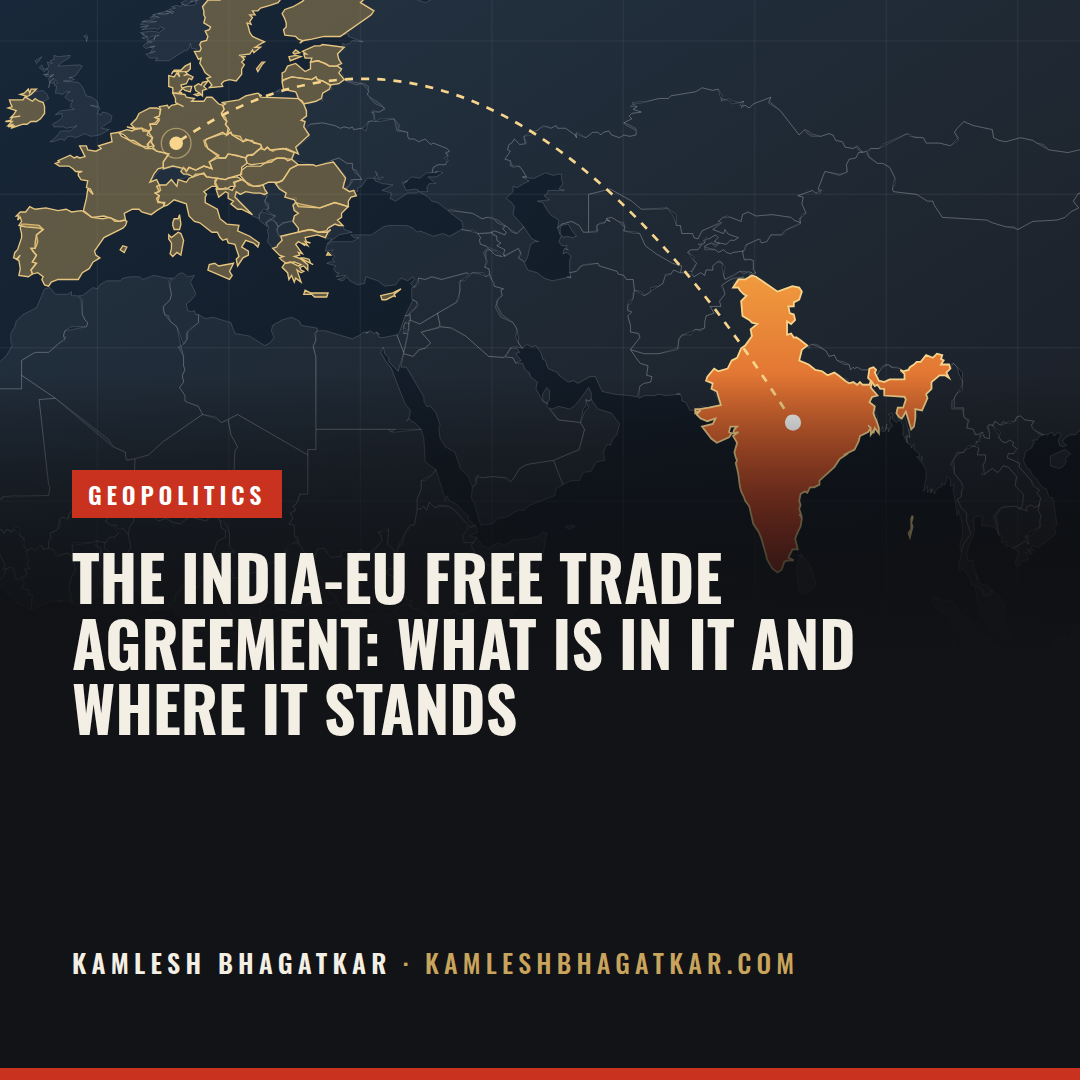 GEOPOLITICS
THE INDIA-EU FREE TRADE
AGREEMENT: WHAT IS IN IT AND
WHERE IT STANDS
KAMLESH BHAGATKAR · KAMLESHBHAGATKAR.COM